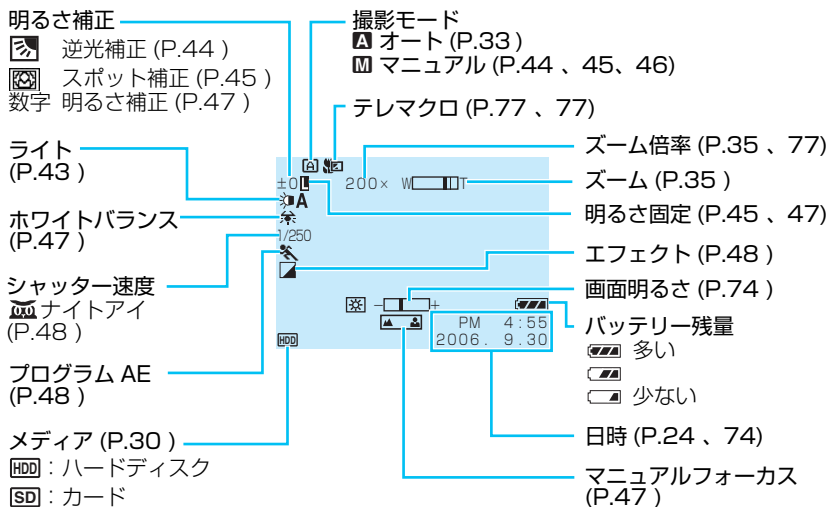 明るさ補正
逆光補正 (P.44 )
スポット補正 (P.45 )
数字 明るさ補正 (P.47 )
ライト
(P.43 )
ホワイトバランス
(P.47 )
シャッター速度
ナイトアイ
(P.48 )
プログラム AE
(P.48 )
メディア (P.30 )
HDD : ハードディスク
SD : カード
撮影モード
A オート (P.33 )
M マニュアル (P.44 、45、46)
テレマクロ (P.77 、77)
A
±0 L 200× W T
A
1/250
- +
PM 4:55
2006. 9.30
HDD
ズーム倍率 (P.35 、77)
ズーム (P.35 )
明るさ固定 (P.45 、47)
エフェクト (P.48 )
画面明るさ (P.74 )
バッテリー残量
多い
少ない
日時 (P.24 、74)
マニュアルフォーカス
(P.47 )